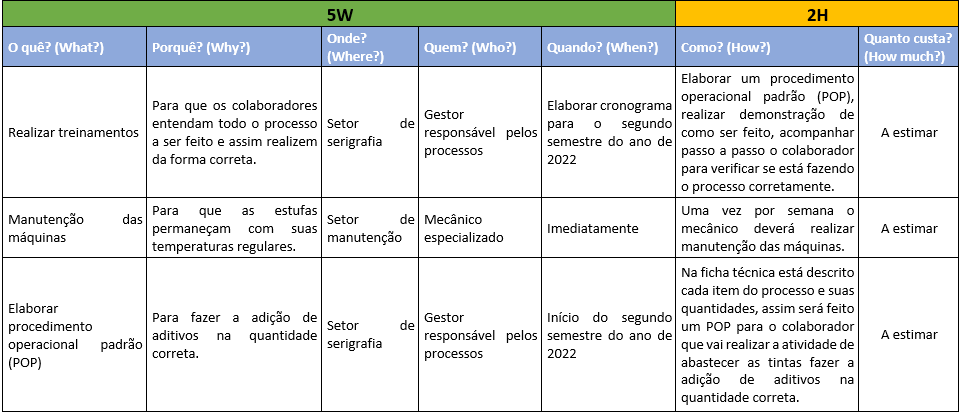 5W
2H
O quê? (What?)
Porquê? (Why?)
Onde?
(Where?)
Quem? (Who?)
Quando? (When?)
Como? (How?)
Quanto custa?
(How much?)
Realizar treinamentos
Para que os colaboradores
entendam todo o processo
a ser feito e assim realizem
da forma correta.
Setor de
serigrafia
Gestor
responsável pelos
processos
Elaborar cronograma
para o segundo
semestre do ano de
2022
Elaborar um procedimento
operacional padrão (POP),
realizar demonstração de
como ser feito, acompanhar
passo a passo o colaborador
para verificar se está fazendo
o processo corretamente.
A estimar
Manutenção das
máquinas
Para que as estufas
permaneçam com suas
temperaturas regulares.
Setor de
manutenção
Mecânico
especializado
Imediatamente
Uma vez por semana o
mecânico deverá realizar
manutenção das máquinas.
A estimar
Elaborar
procedimento
operacional padrão
(POP)
Para fazer a adição de
aditivos na quantidade
correta.
Setor de
serigrafia
Gestor
responsável pelos
processos
Início do segundo
semestre do ano de
2022
Na ficha técnica está descrito
cada item do processo e suas
quantidades, assim será feito
um POP para o colaborador
que vai realizar a atividade de
abastecer as tintas fazer a
adição de aditivos na
quantidade correta.
A estimar